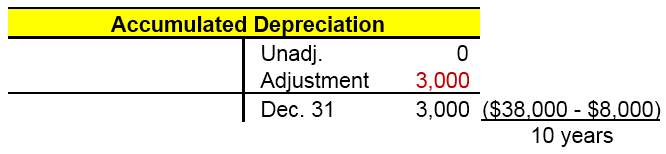 Accumulated Depreciation
Unadj. 0
Adjustment 3,000
Dec. 31 3,000 ($38,000 - $8,000)
10 years